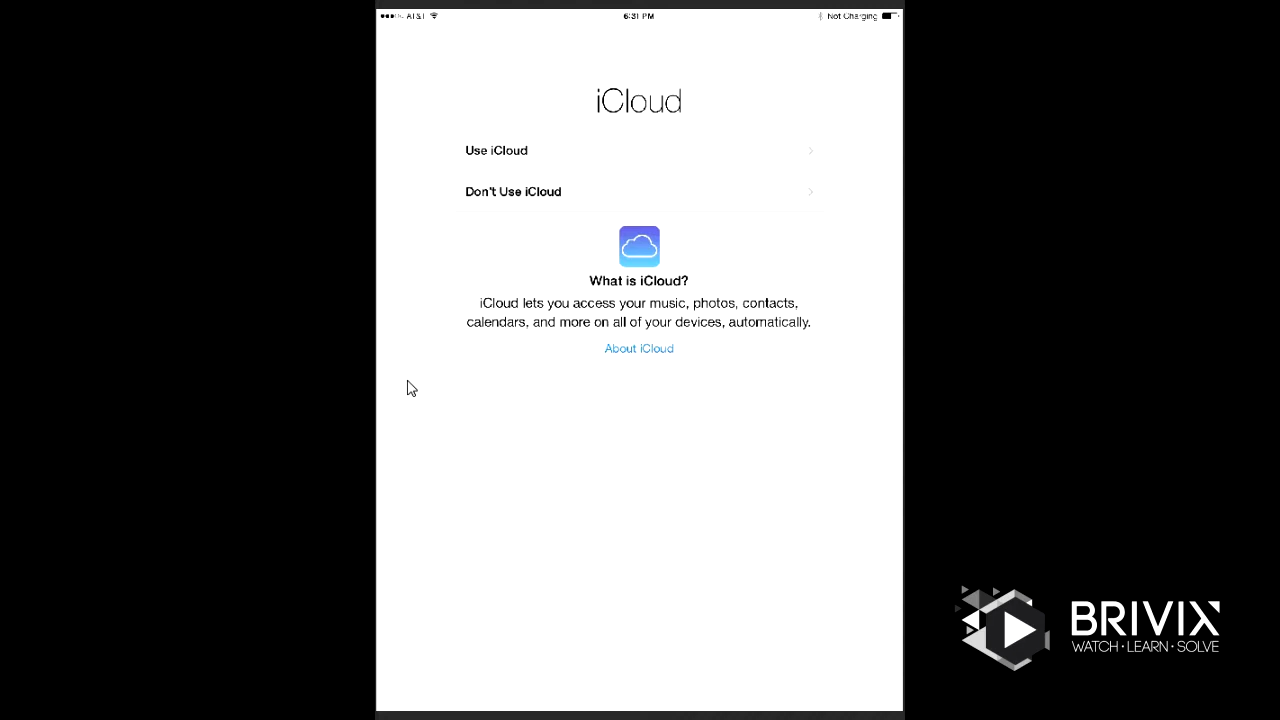 AT&T
6:31 PM
Not Charging
iCloud
Use iCloud
Don't Use iCloud
What is iCloud?
iCloud lets you access your music, photos, contacts,
calendars, and more on all of your devices, automatically.
About iCloud
BRIVIX
WATCH · LEARN · SOLVE